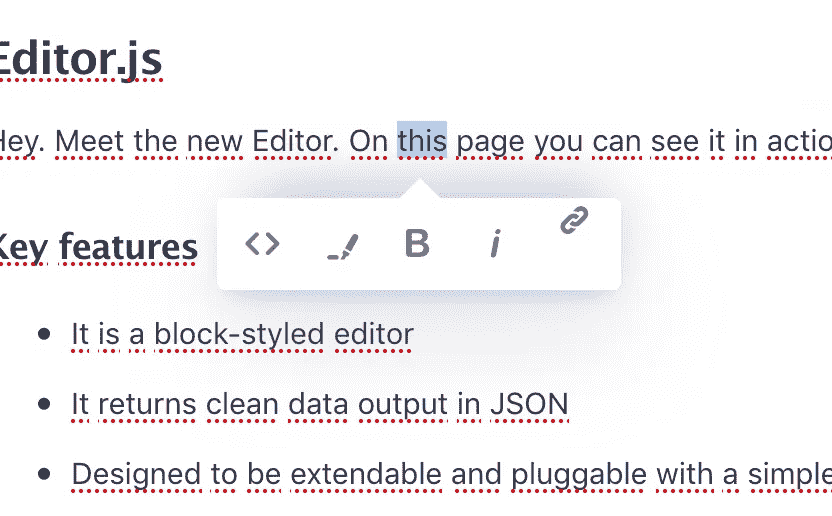 Editor.js
Hey. Meet the new Editor. On this page you can see it in actio
<> B i
Key features
It is a block-styled editor
It returns clean data output in JSON
Designed to be extendable and pluggable with a simple